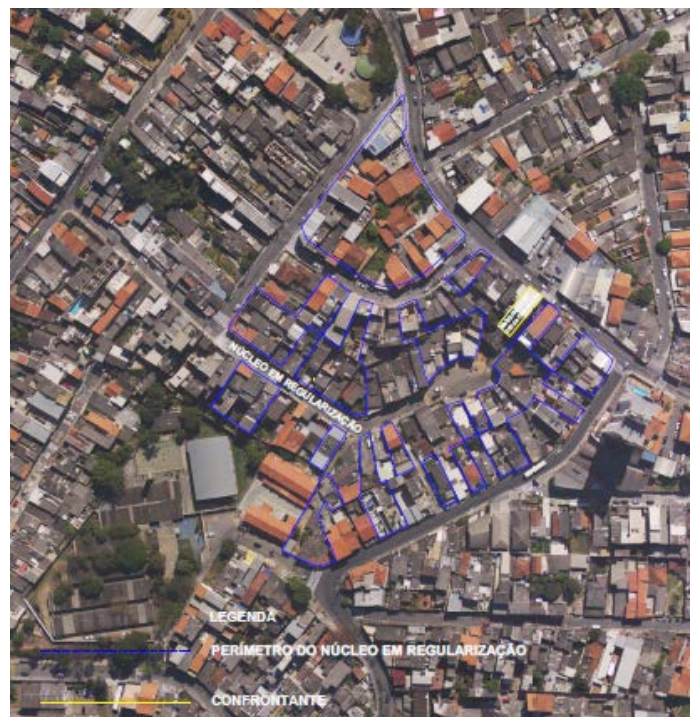 NÚCLEO EM REGULARIZAÇÃO
LEGENDA
PERÍMETRO DO NÚCLEO EM REGULARIZAÇÃO
CONFRONTANTE